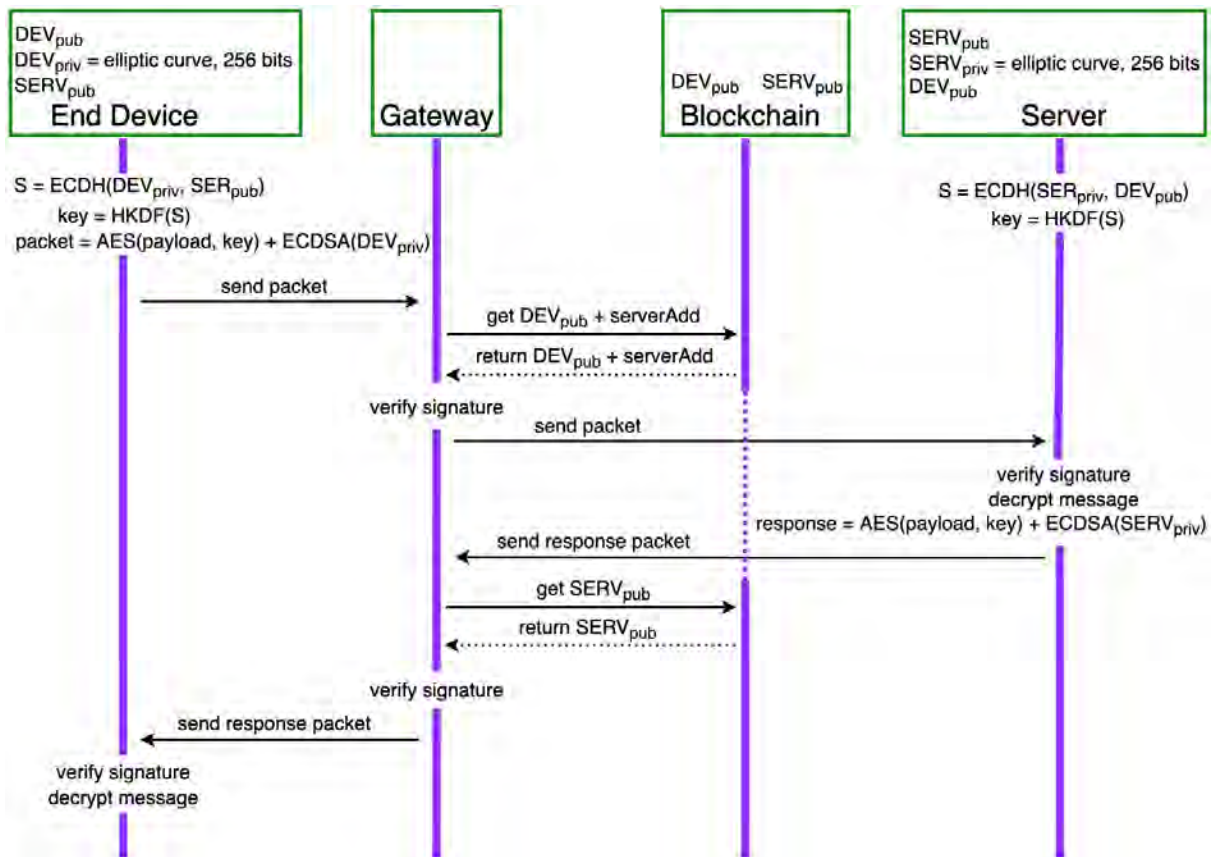 DEVpub
DEVpriv = elliptic curve, 256 bits
SERVpub
End Device
Gateway
DEVpub SERVpub
Blockchain
SERVpub
SERVpriv = elliptic curve, 256 bits
DEVpub
Server
S = ECDH(DEVpriv, SERpub)
key = HKDF(S)
packet = AES(payload, key) + ECDSA(DEVpriv)
S = ECDH(SERpriv, DEVpub)
key = HKDF(S)
send packet
get DEVpub + serverAdd
return DEVpub + serverAdd
verify signature
send packet
verify signature
decrypt message
response = AES(payload, key) + ECDSA(SERVpriv)
send response packet
get SERVpub
return SERVpub
verify signature
send response packet
verify signature
decrypt message